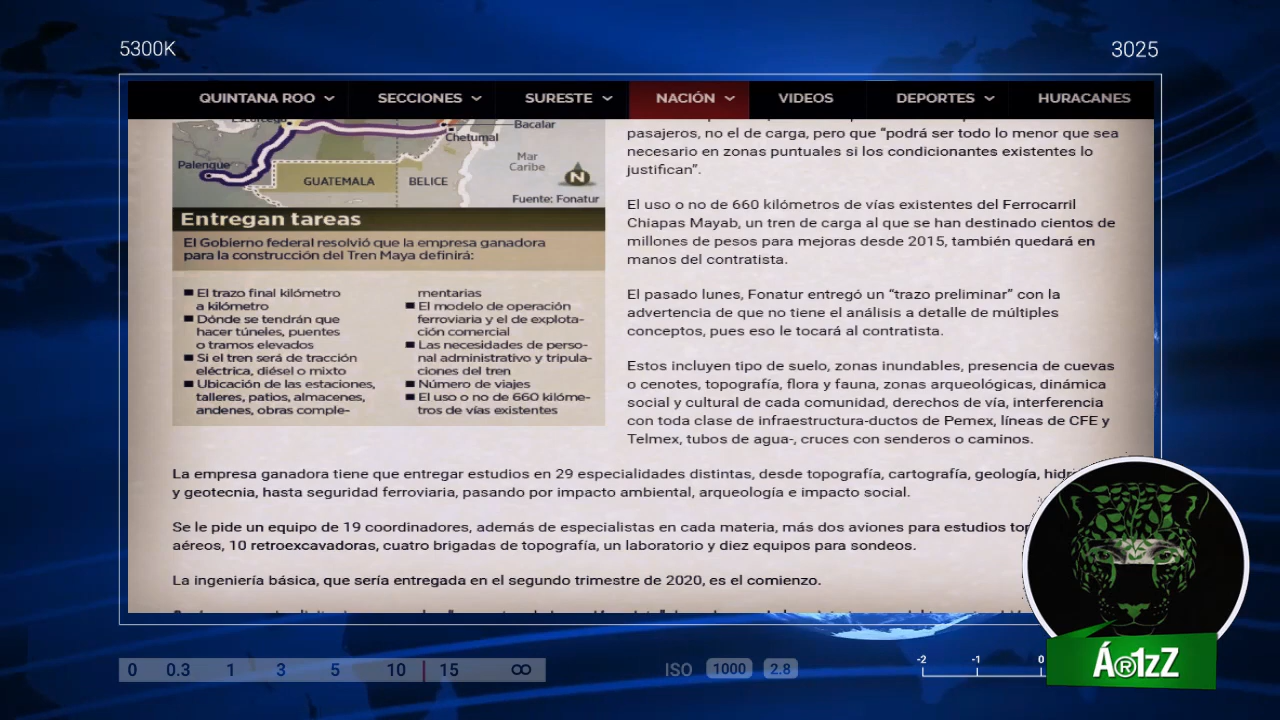 5300K
3025
QUINTANA ROO
SECCIONES
SURESTE
NACIÓN
VIDEOS
DEPORTES
HURACANES
Bacalar
Chetumal
Palenque
Mar
Caribe
GUATEMALA
BELICE
N
Fuente: Fonatur
Entregan tareas
El Gobierno federal resolvió que la empresa ganadora
para la construcción del Tren Maya definirá:
■ El trazo final kilómetro
a kilómetro
■ Dónde se tendrán que
hacer túneles, puentes
o tramos elevados
■ Si el tren será de tracción
eléctrica, diésel o mixto
■ Ubicación de las estaciones,
talleres, patios, almacenes,
andenes, obras comple-
mentarias
■ El modelo de operación
ferroviaria y el de explota-
ción comercial
■ Las necesidades de perso-
nal administrativo y tripula-
ciones del tren
■ Número de viajes
■ El uso o no de 660 kilóme-
tros de vías existentes
pasajeros, no el de carga, pero que “podrá ser todo lo menor que sea
necesario en zonas puntuales si los condicionantes existentes lo
justifican”.
El uso o no de 660 kilómetros de vías existentes del Ferrocarril
Chiapas Mayab, un tren de carga al que se han destinado cientos de
millones de pesos para mejoras desde 2015, también quedará en
manos del contratista.
El pasado lunes, Fonatur entregó un “trazo preliminar” con la
advertencia de que no tiene el análisis a detalle de múltiples
conceptos, pues eso le tocará al contratista.
Estos incluyen tipo de suelo, zonas inundables, presencia de cuevas
o cenotes, topografía, flora y fauna, zonas arqueológicas, dinámica
social y cultural de cada comunidad, derechos de vía, interferencia
con toda clase de infraestructura-ductos de Pemex, líneas de CFE y
Telmex, tubos de agua-, cruces con senderos o caminos.
La empresa ganadora tiene que entregar estudios en 29 especialidades distintas, desde topografía, cartografía, geología,
y geotecnia, hasta seguridad ferroviaria, pasando por impacto ambiental, arqueología e impacto social.
Se le pide un equipo de 19 coordinadores, además de especialistas en cada materia, más dos aviones para estudios
aéreos, 10 retroexcavadoras, cuatro brigadas de topografía, un laboratorio y diez equipos para sondeos.
La ingeniería básica, que sería entregada en el segundo trimestre de 2020, es el comienzo.
0 0.3 1 3 5 10 15 ∞
ISO 1000 2.8
-2 -1 0
Á®1zZ